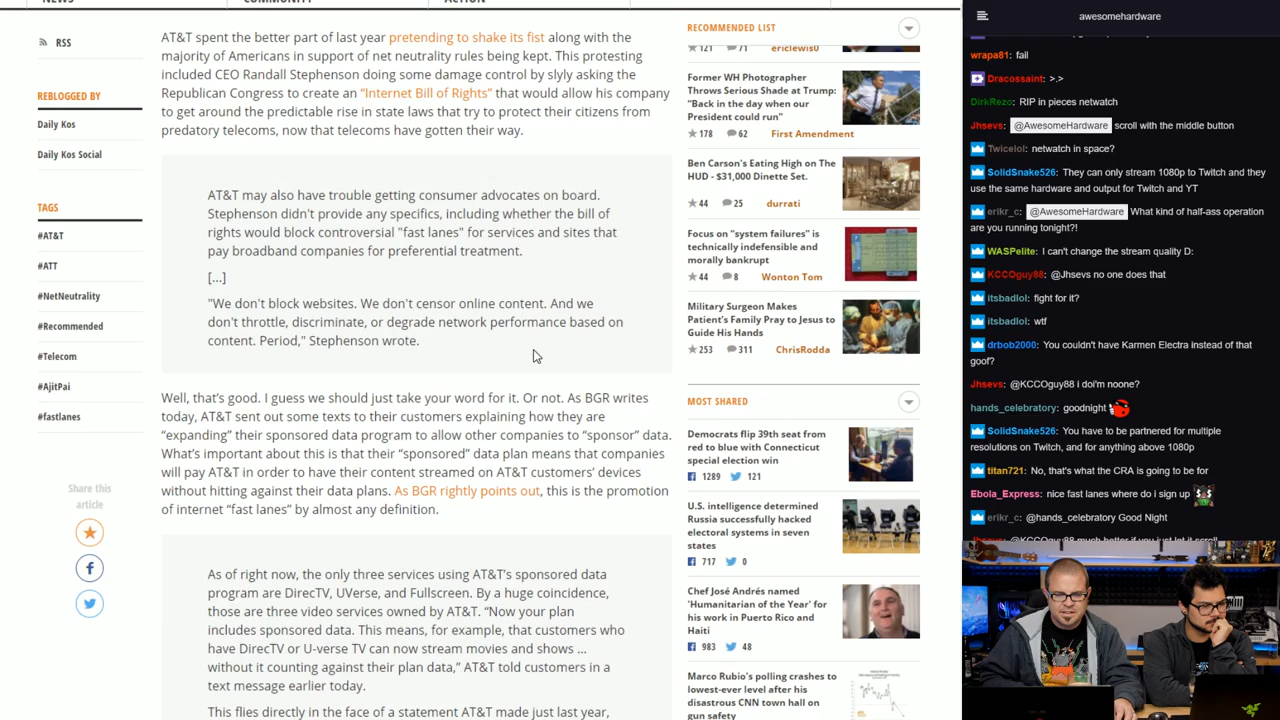 NEWS
COMMUNITY
ACTION
RSS
REBLOGGED BY
Daily Kos
Daily Kos Social
TAGS
#AT&T
#ATT
#NetNeutrality
#Recommended
#Telecom
#AjitPai
#fastlanes
Share this
article
AT&T spent the better part of last year pretending to shake its fist along with the
majority of Americans in support of net neutrality rules being kept. This protesting
included CEO Randall Stephenson doing some damage control by slyly asking the
Republican Congress to create an “Internet Bill of Rights” that would allow his company
to get around the predictable rise in state laws that try to protect their citizens from
predatory telecoms, now that telecoms have gotten their way.
AT&T may also have trouble getting consumer advocates on board.
Stephenson didn't provide any specifics, including whether the bill of
rights would block controversial "fast lanes" for services and sites that
pay broadband companies for preferential treatment.
[...]
"We don't block websites. We don't censor online content. And we
don't throttle, discriminate, or degrade network performance based on
content. Period," Stephenson wrote.
Well, that’s good. I guess we should just take your word for it. Or not. As BGR writes
today, AT&T sent out some texts to their customers explaining how they are
“expanding” their sponsored data program to allow other companies to “sponsor” data.
What’s important about this is that their “sponsored” data plan means that companies
will pay AT&T in order to have their content streamed on AT&T customers’ devices
without hitting against their data plans. As BGR rightly points out, this is the promotion
of internet “fast lanes” by almost any definition.
As of right now, the only three services using AT&T’s sponsored data
program are DirecTV, UVerse, and Fullscreen. By a huge coincidence,
those are three video services owned by AT&T. “Now your plan
includes sponsored data. This means, for example, that customers who
have DirecTV or U-verse TV can now stream movies and shows …
without it counting against their plan data,” AT&T told customers in a
text message earlier today.
This flies directly in the face of a statement AT&T made just last year,
RECOMMENDED LIST
121 71 ericlewis0
Former WH Photographer
Throws Serious Shade at Trump:
“Back in the day when our
President could run”
178 62 First Amendment
Ben Carson's Eating High on The
HUD - $31,000 Dinette Set.
44 25 durrati
Focus on “system failures” is
technically indefensible and
morally bankrupt
44 8 Wonton Tom
Military Surgeon Makes
Patient’s Family Pray to Jesus to
Guide His Hands
253 311 ChrisRodda
MOST SHARED
Democrats flip 39th seat from
red to blue with Connecticut
special election win
1289 121
U.S. intelligence determined
Russia successfully hacked
electoral systems in seven
states
717 0
Chef José Andrés named
'Humanitarian of the Year' for
his work in Puerto Rico and
Haiti
983 48
Marco Rubio's polling crashes to
lowest-ever level after his
disastrous CNN town hall on
gun safety
awesomehardware
wrapa81: fail
Dracossaint: >.>
DirkRezo: RIP in pieces netwatch
Jhsevs: @AwesomeHardware scroll with the middle button
Twicelol: netwatch in space?
SolidSnake526: They can only stream 1080p to Twitch and they
use the same hardware and output for Twitch and YT
erikr_c: @AwesomeHardware What kind of half-ass operation
are you running tonight?!
WASPelite: I can't change the stream quality D:
KCCOguy88: @Jhsevs no one does that
itsbadlol: fight for it?
itsbadlol: wtf
drbob2000: You couldn't have Karmen Electra instead of that
goof?
Jhsevs: @KCCOguy88 i doi'm noone?
hands_celebratory: goodnight
SolidSnake526: You have to be partnered for multiple
resolutions on Twitch, and for anything above 1080p
titan721: No, that's what the CRA is going to be for
Ebola_Express: nice fast lanes where do i sign up
erikr_c: @hands_celebratory Good Night
Jhsevs: @KCCOguy88 much better if you just let it scroll